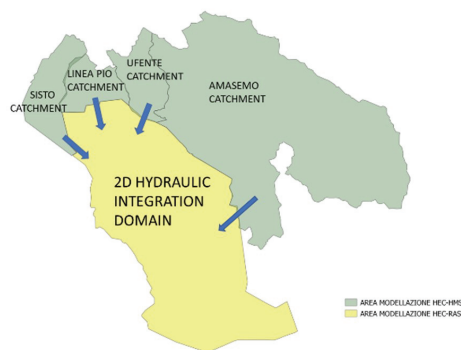 UFENTE
CATCHMENT
LINEA PIO
CATCHMENT
SISTO
CATCHMENT
AMASEMO
CATCHMENT
2D HYDRAULIC
INTEGRATION
DOMAIN
AREA MODELLAZIONE HEC-HMS
AREA MODELLAZIONE HEC-RAS